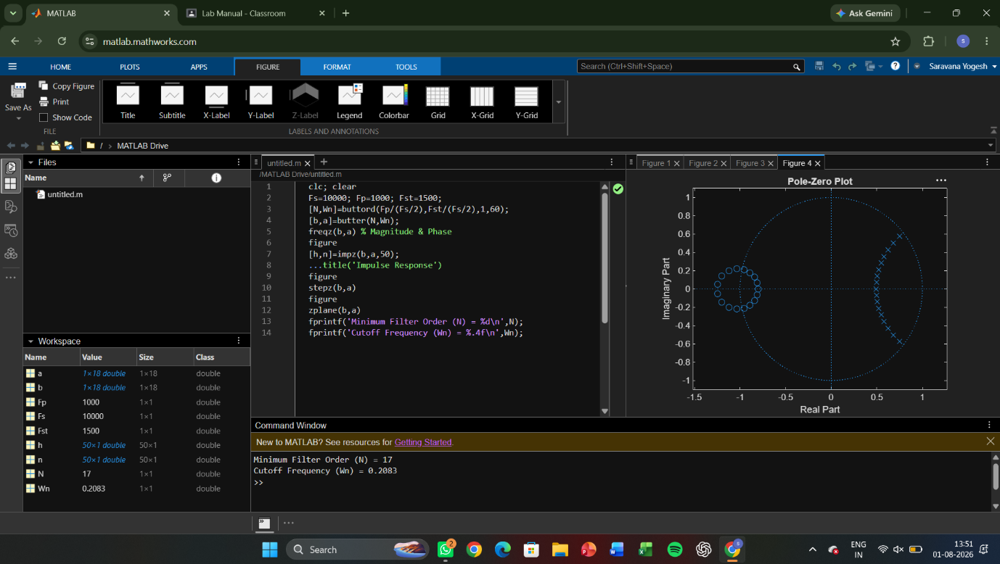 MATLAB
Lab Manual - Classroom
Ask Gemini
matlab.mathworks.com
S
HOME PLOTS APPS FIGURE FORMAT TOOLS
Search (Ctrl+Shift+Space)
Saravana Yogesh
Save As
Copy Figure
Print
Show Code
FILE
Title Subtitle X-Label Y-Label Z-Label Legend Colorbar Grid X-Grid Y-Grid
LABELS AND ANNOTATIONS
/ › MATLAB Drive
Files
Name
untitled.m
Workspace
Name Value Size Class
a 1×18 double 1×18 double
b 1×18 double 1×18 double
Fp 1000 1×1 double
Fs 10000 1×1 double
Fst 1500 1×1 double
h 50×1 double 50×1 double
n 50×1 double 50×1 double
N 17 1×1 double
Wn 0.2083 1×1 double
untitled.m
/MATLAB Drive/untitled.m
1 clc; clear
2 Fs=10000; Fp=1000; Fst=1500;
3 [N,Wn]=buttord(Fp/(Fs/2),Fst/(Fs/2),1,60);
4 [b,a]=butter(N,Wn);
5 freqz(b,a) % Magnitude & Phase
6 figure
7 [h,n]=impz(b,a,50);
8 ...title('Impulse Response')
9 figure
10 stepz(b,a)
11 figure
12 zplane(b,a)
13 fprintf('Minimum Filter Order (N) = %d\n',N);
14 fprintf('Cutoff Frequency (Wn) = %.4f\n',Wn);
Figure 1 Figure 2 Figure 3 Figure 4
Pole-Zero Plot
Imaginary Part
1
0.8
0.6
0.4
0.2
0
-0.2
-0.4
-0.6
-0.8
-1
-1.5 -1 -0.5 0 0.5 1
Real Part
Command Window
New to MATLAB? See resources for Getting Started.
Minimum Filter Order (N) = 17
Cutoff Frequency (Wn) = 0.2083
>>
Search
2
ENG
IN
13:51
01-08-2026